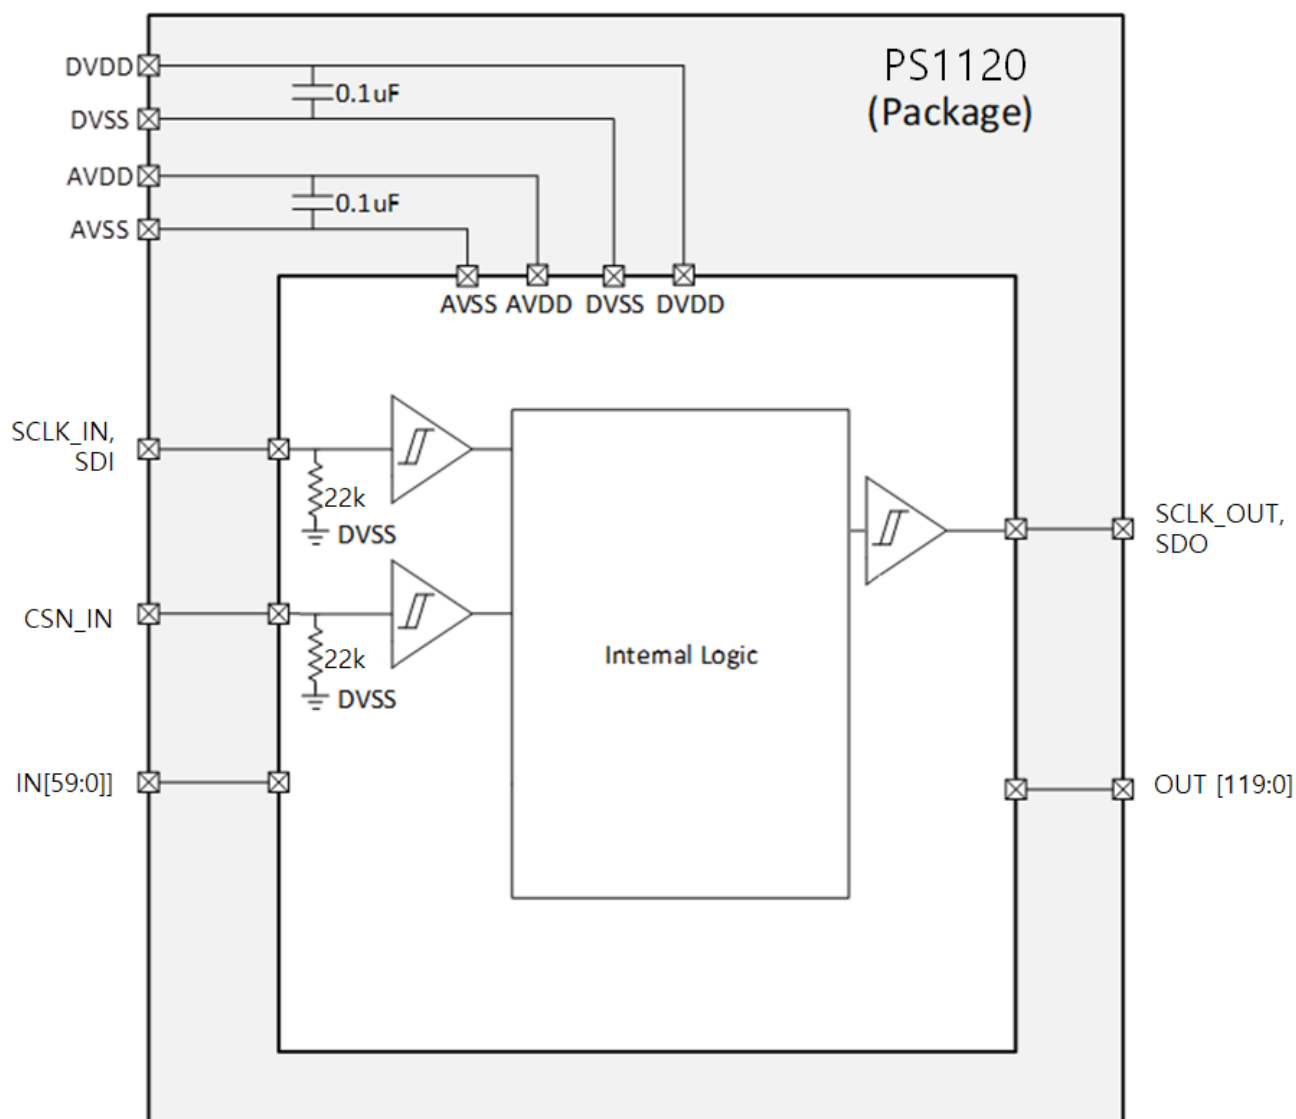 PS1120
(Package)
DVDD
0.1uF
DVSS
AVDD
0.1uF
AVSS
AVSS AVDD DVSS DVDD
SCLK_IN,
SDI
22k
DVSS
SCLK_OUT,
SDO
CSN_IN
22k
DVSS
Internal Logic
IN[59:0]]
OUT [119:0]